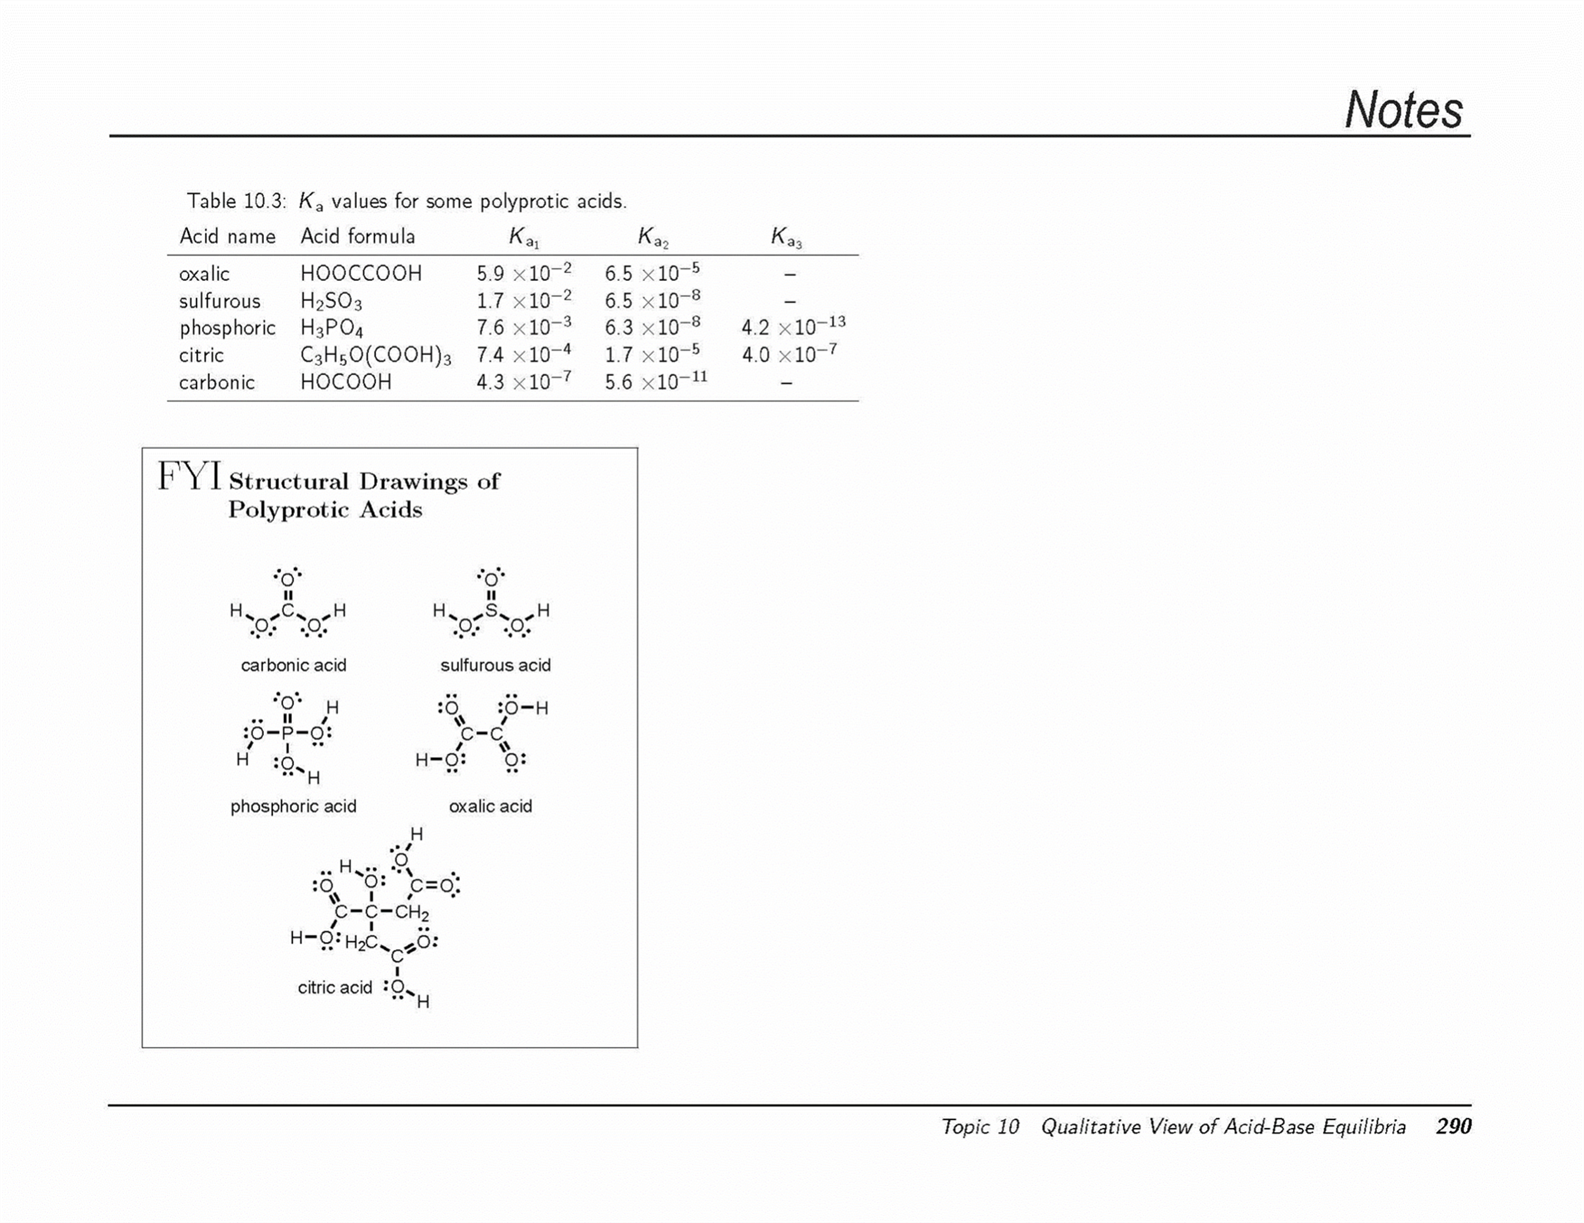 Notes
Table 10.3: Ka values for some polyprotic acids.
Acid name Acid formula Ka1 Ka2 Ka3
oxalic HOOCCOOH 5.9 ×10−2 6.5 ×10−5 –
sulfurous H2SO3 1.7 ×10−2 6.5 ×10−8 –
phosphoric H3PO4 7.6 ×10−3 6.3 ×10−8 4.2 ×10−13
citric C3H5O(COOH)3 7.4 ×10−4 1.7 ×10−5 4.0 ×10−7
carbonic HOCOOH 4.3 ×10−7 5.6 ×10−11 –
FYI Structural Drawings of
Polyprotic Acids
O O
H C H H S H
O O O O
carbonic acid sulfurous acid
O H O O–H
O–P–O C–C
H O H H–O O
phosphoric acid oxalic acid
H
H O
O O C=O
C–C–CH2
H–O H2C O
C
citric acid O H
Topic 10 Qualitative View of Acid-Base Equilibria 290